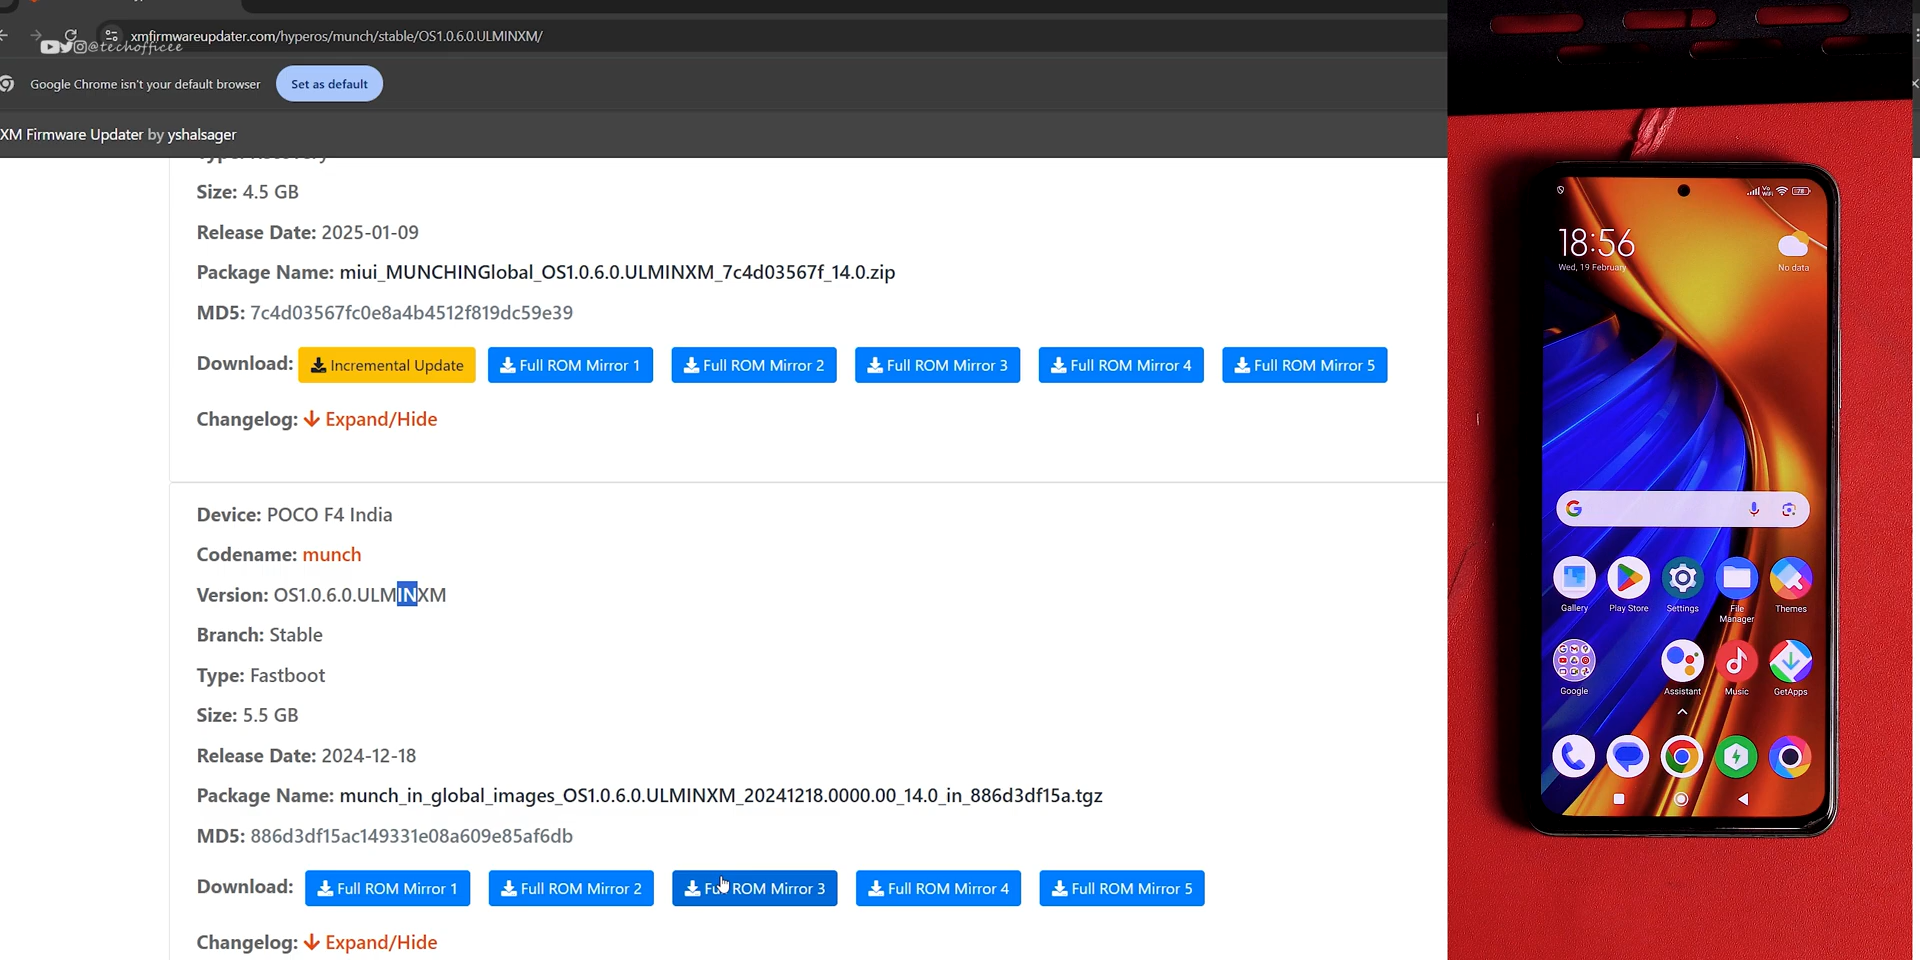 xmfirmwareupdater.com/hyperos/munch/stable/OS1.0.6.0.ULMINXM/
@techofficee
Google Chrome isn't your default browser
Set as default
XM Firmware Updater by yshalsager
Type: Recovery
Size: 4.5 GB
Release Date: 2025-01-09
Package Name: miui_MUNCHINGlobal_OS1.0.6.0.ULMINXM_7c4d03567f_14.0.zip
MD5: 7c4d03567fc0e8a4b4512f819dc59e39
Download: Incremental Update Full ROM Mirror 1 Full ROM Mirror 2 Full ROM Mirror 3 Full ROM Mirror 4 Full ROM Mirror 5
Changelog: Expand/Hide
Device: POCO F4 India
Codename: munch
Version: OS1.0.6.0.ULMINXM
Branch: Stable
Type: Fastboot
Size: 5.5 GB
Release Date: 2024-12-18
Package Name: munch_in_global_images_OS1.0.6.0.ULMINXM_20241218.0000.00_14.0_in_886d3df15a.tgz
MD5: 886d3df15ac149331e08a609e85af6db
Download: Full ROM Mirror 1 Full ROM Mirror 2 Full ROM Mirror 3 Full ROM Mirror 4 Full ROM Mirror 5
Changelog: Expand/Hide
18:56
Wed, 19 February
No data
Gallery Play Store Settings File Manager Themes
Google Assistant Music GetApps